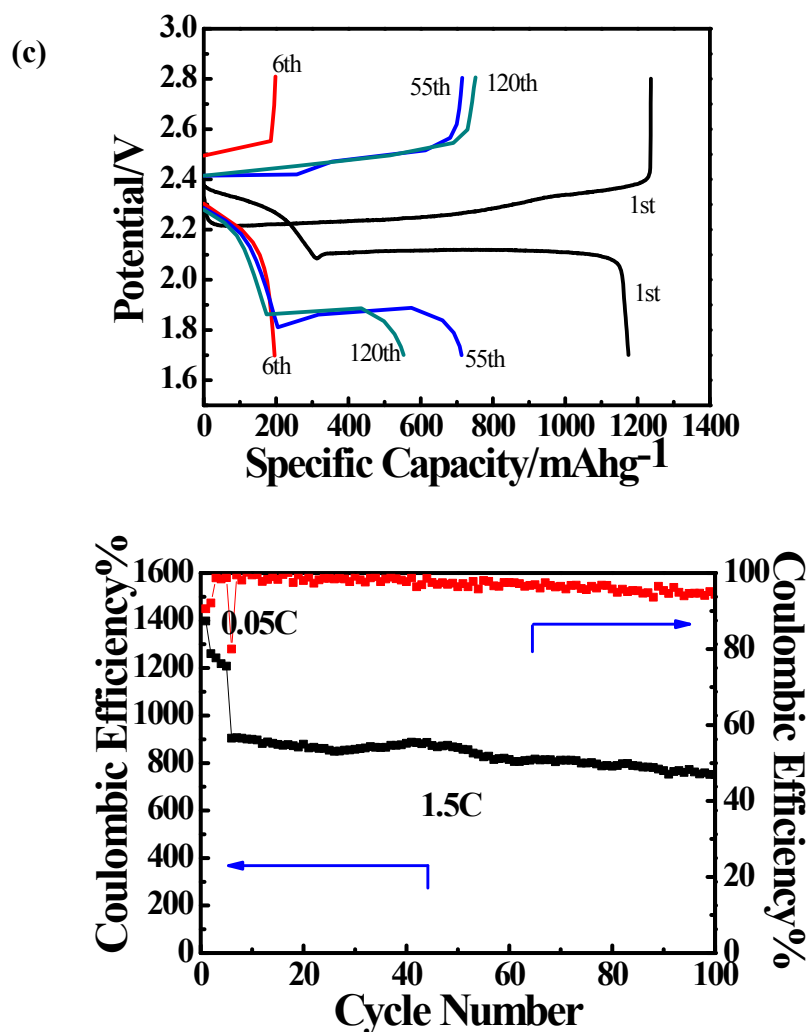 (c)
3.0
2.8
2.6
2.4
2.2
2.0
1.8
1.6
Potential/V
6th
55th
120th
1st
1st
6th
120th
55th
0 200 400 600 800 1000 1200 1400
Specific Capacity/mAhg-1
1600
1400
1200
1000
800
600
400
200
0
Coulombic Efficiency%
0.05C
1.5C
100
80
60
40
20
0
Coulombic Efficiency%
0 20 40 60 80 100
Cycle Number